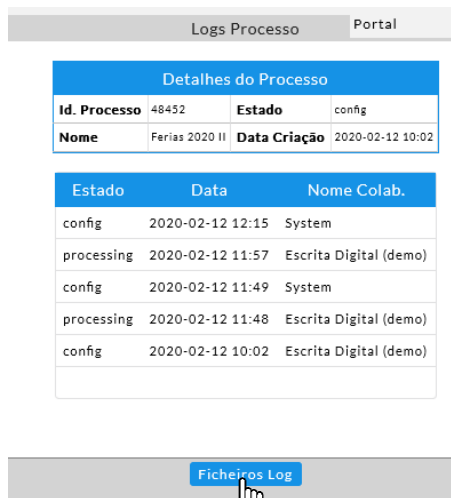 Logs Processo Portal
Detalhes do Processo
Id. Processo 48452 Estado config
Nome Ferias 2020 II Data Criação 2020-02-12 10:02
Estado Data Nome Colab.
config 2020-02-12 12:15 System
processing 2020-02-12 11:57 Escrita Digital (demo)
config 2020-02-12 11:49 System
processing 2020-02-12 11:48 Escrita Digital (demo)
config 2020-02-12 10:02 Escrita Digital (demo)
Ficheiros Log